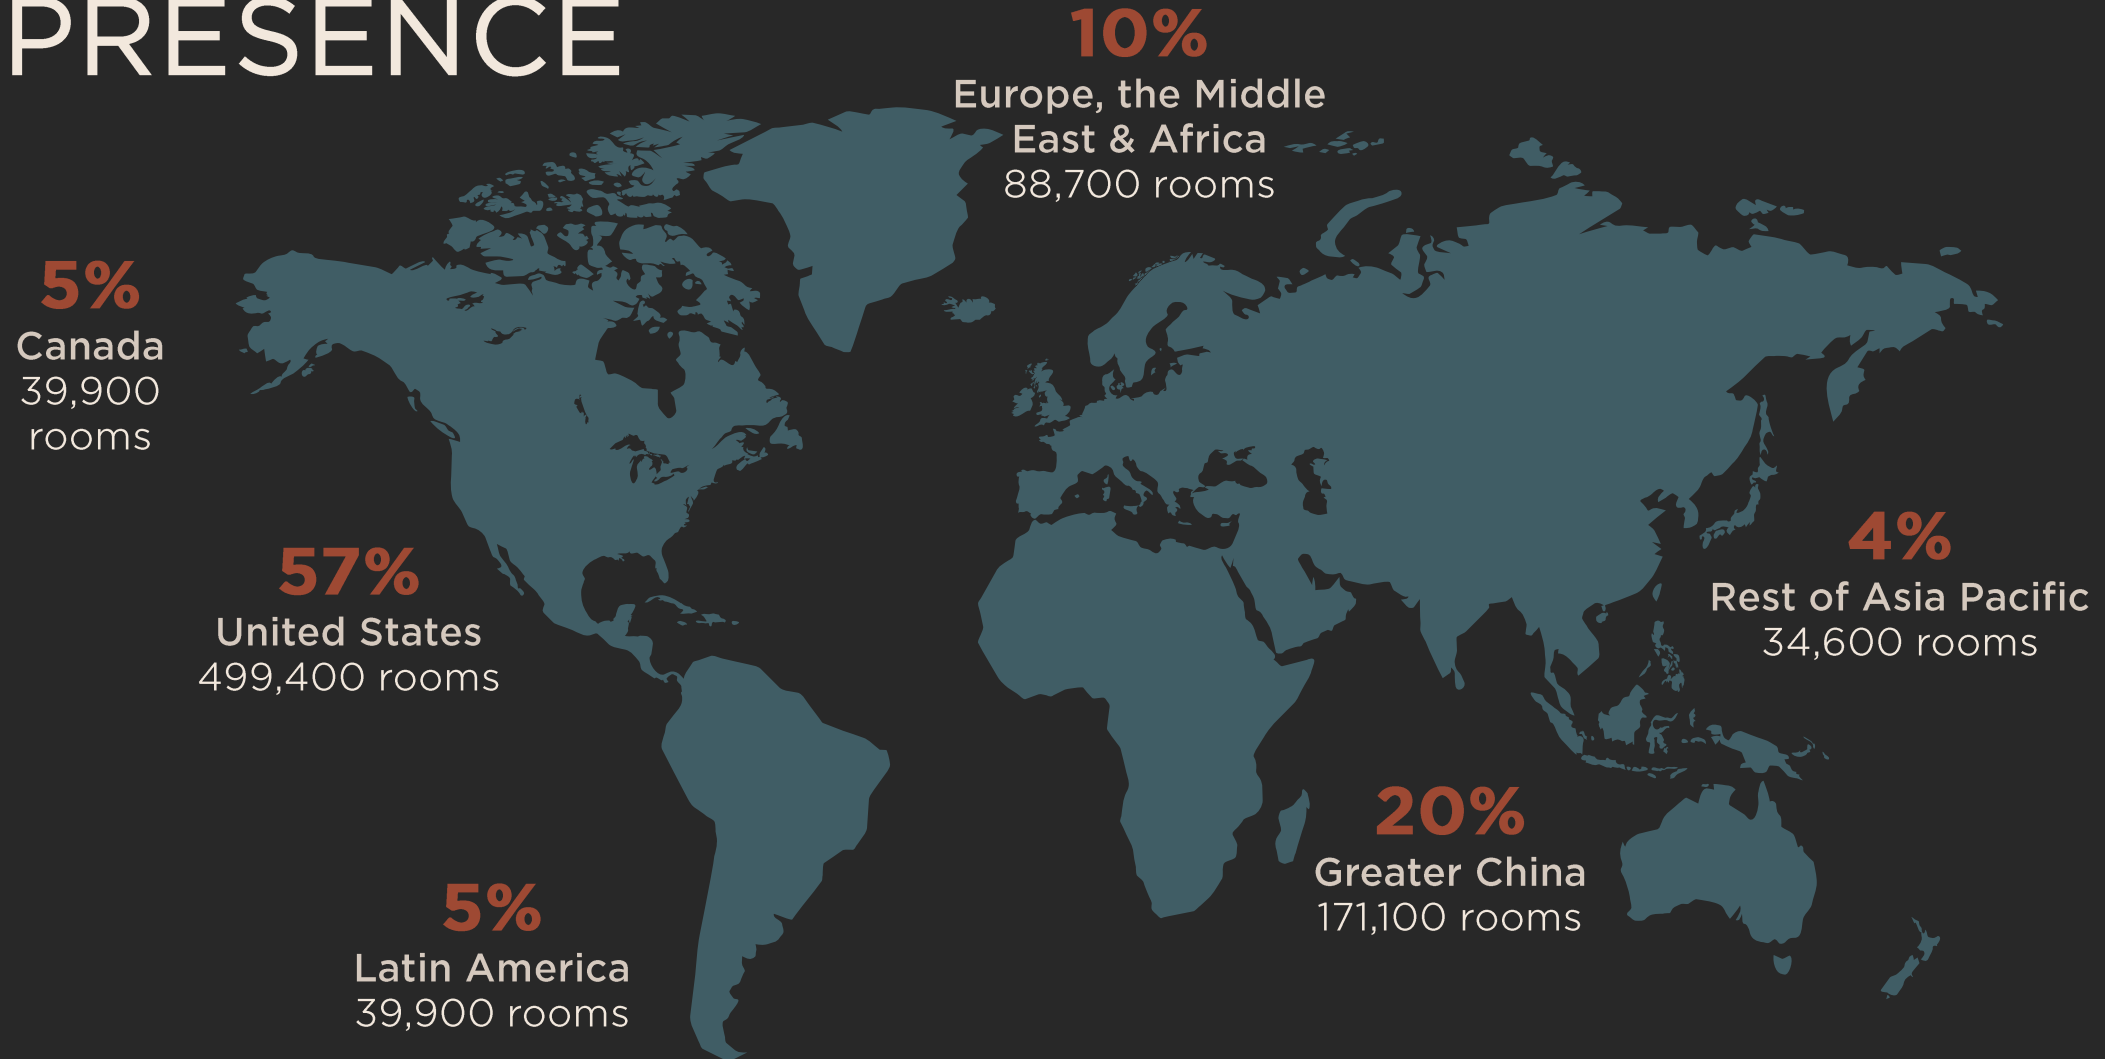 PRESENCE
10%
Europe, the Middle
East & Africa
88,700 rooms
5%
Canada
39,900
rooms
57%
United States
499,400 rooms
4%
Rest of Asia Pacific
34,600 rooms
20%
Greater China
171,100 rooms
5%
Latin America
39,900 rooms